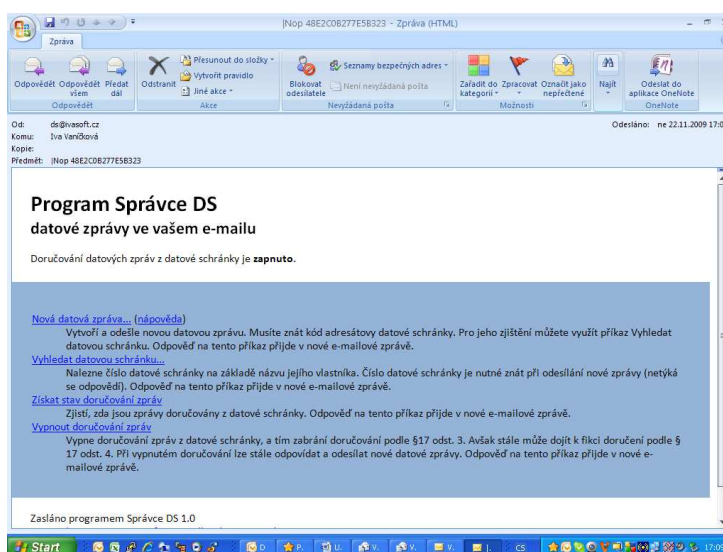 |Nop 48E2C0B277E5B323 - Zpráva (HTML)
Zpráva
Odpovědět
Odpovědět všem
Předat dál
Odpovědět
Odstranit
Přesunout do složky
Vytvořit pravidlo
Jiné akce
Akce
Blokovat odesilatele
Seznamy bezpečných adres
Není nevyžádaná pošta
Nevyžádaná pošta
Zařadit do kategorií
Zpracovat
Označit jako nepřečtené
Možnosti
Najít
Odeslat do aplikace OneNote
OneNote
Od: ds@ivasoft.cz
Odesláno: ne 22.11.2009 17:0
Komu: Iva Vaníčková
Kopie:
Předmět: |Nop 48E2C0B277E5B323
Program Správce DS
datové zprávy ve vašem e-mailu
Doručování datových zpráv z datové schránky je zapnuto.
Nová datová zpráva... (nápověda)
Vytvoří a odešle novou datovou zprávu. Musíte znát kód adresátovy datové schránky. Pro jeho zjištění můžete využít příkaz Vyhledat
datovou schránku. Odpověď na tento příkaz přijde v nové e-mailové zprávě.
Vyhledat datovou schránku...
Nalezne číslo datové schránky na základě názvu jejího vlastníka. Číslo datové schránky je nutné znát při odesílání nové zprávy (netýká
se odpovědí). Odpověď na tento příkaz přijde v nové e-mailové zprávě.
Získat stav doručování zpráv
Zjistí, zda jsou zprávy doručovány z datové schránky. Odpověď na tento příkaz přijde v nové e-mailové zprávě.
Vypnout doručování zpráv
Vypne doručování zpráv z datové schránky, a tím zabrání doručování podle §17 odst. 3. Avšak stále může dojít k fikci doručení podle §
17 odst. 4. Při vypnutém doručování lze stále odpovídat a odesílat nové datové zprávy. Odpověď na tento příkaz přijde v nové e-
mailové zprávě.
Zasláno programem Správce DS 1.0
Start
D
P.
U.
V.
V.
V.
J.
CS